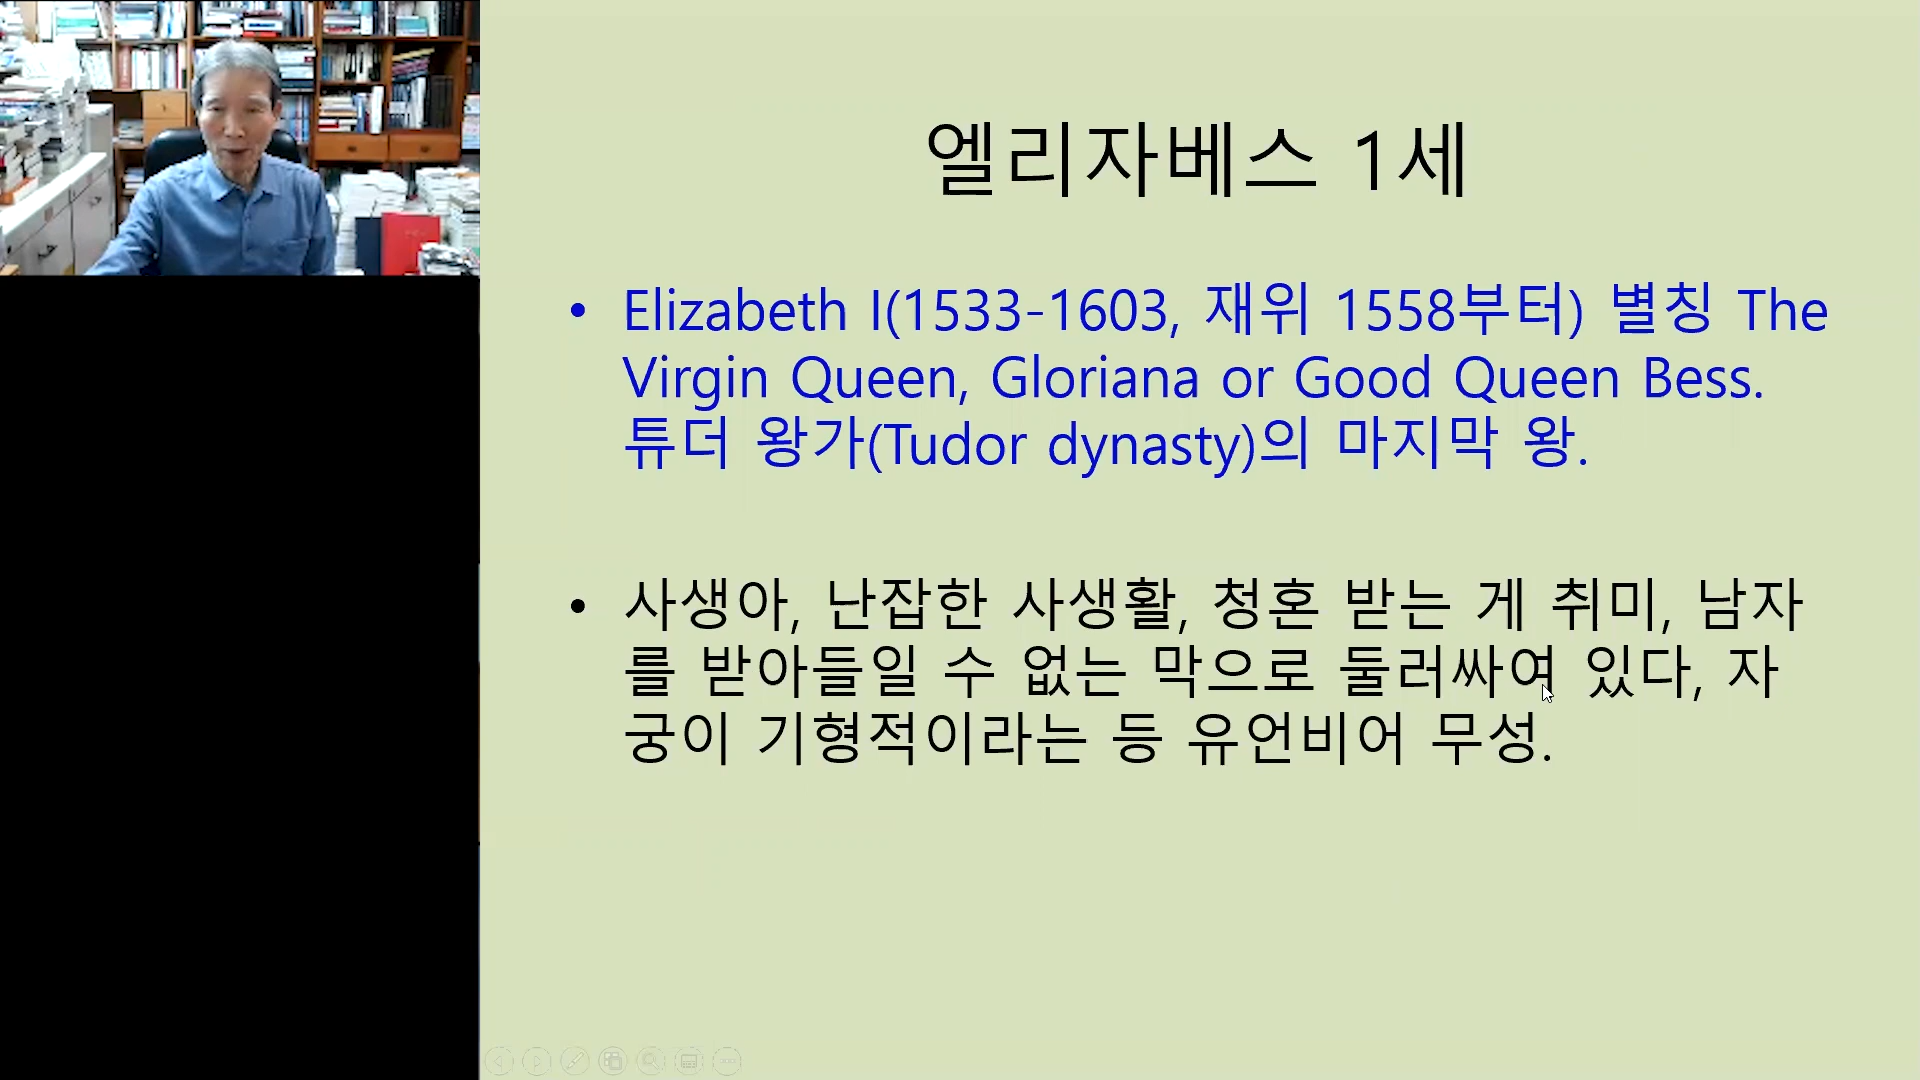 엘리자베스 1세
• Elizabeth I(1533-1603, 재위 1558부터) 별칭 The
Virgin Queen, Gloriana or Good Queen Bess.
튜더 왕가(Tudor dynasty)의 마지막 왕.
• 사생아, 난잡한 사생활, 청혼 받는 게 취미, 남자
를 받아들일 수 없는 막으로 둘러싸여 있다, 자
궁이 기형적이라는 등 유언비어 무성.